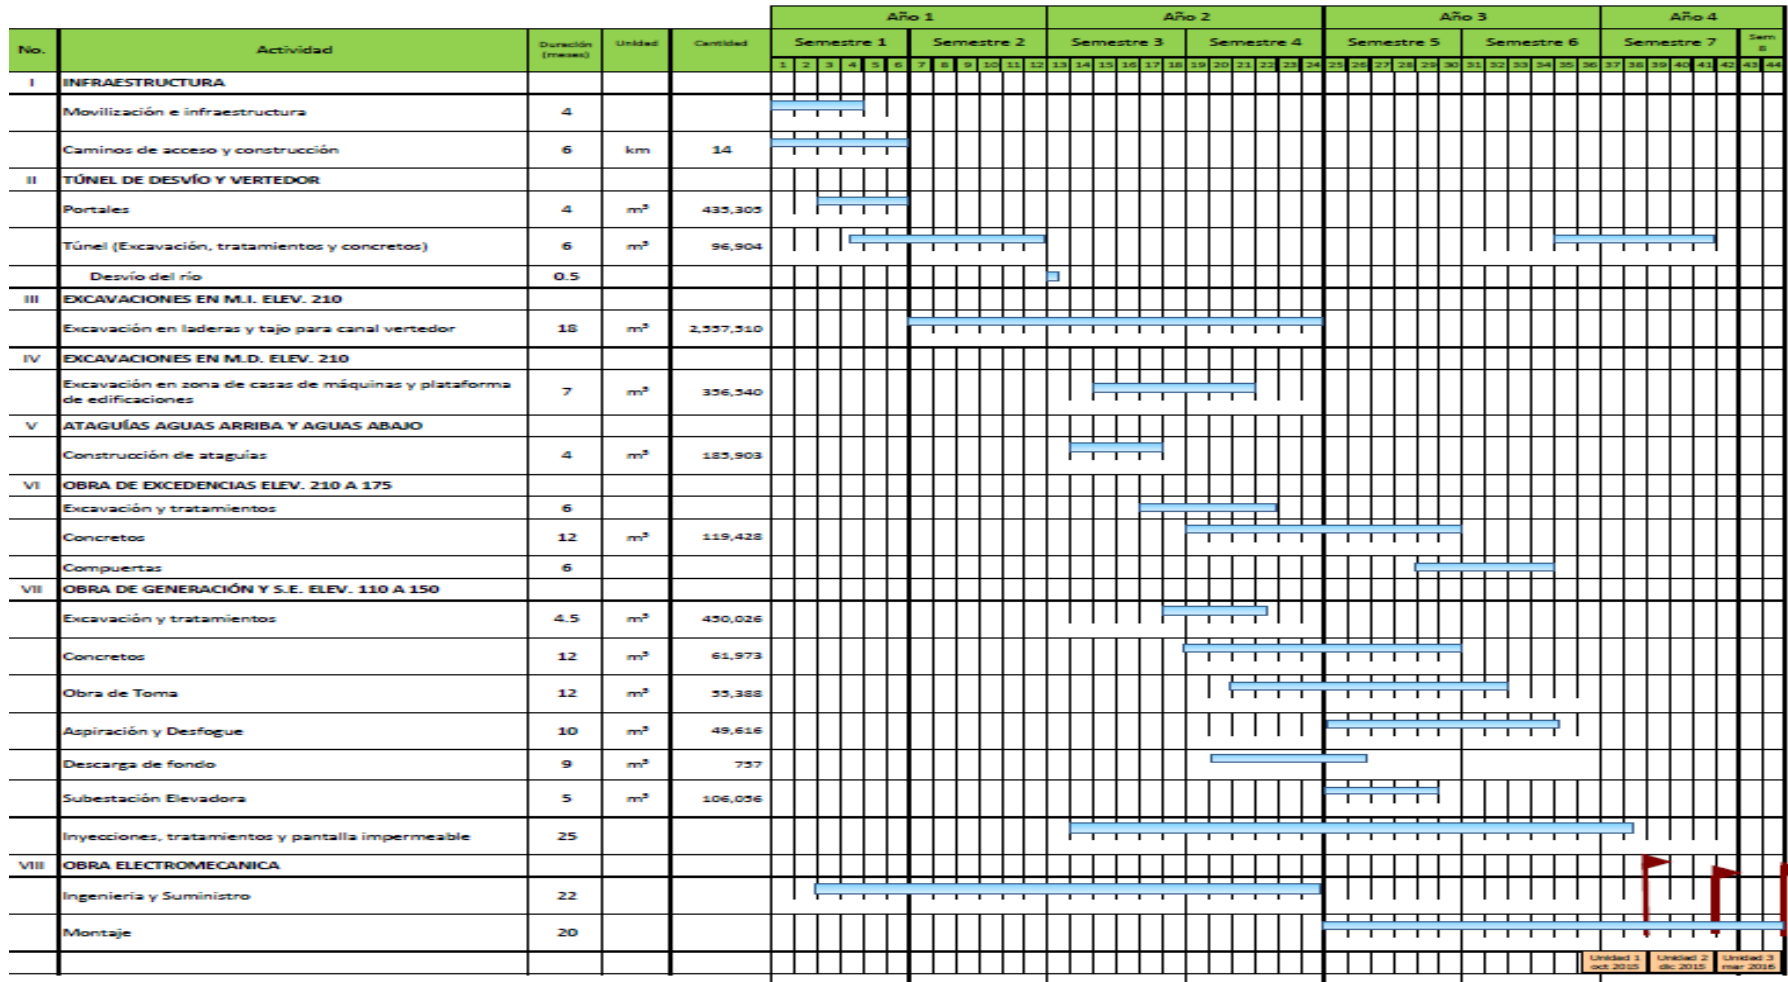 Año 1 Año 2 Año 3 Año 4
No. Actividad Duración (meses) Unidad Cantidad Semestre 1 Semestre 2 Semestre 3 Semestre 4 Semestre 5 Semestre 6 Semestre 7 Sem 8
1 2 3 4 5 6 7 8 9 10 11 12 13 14 15 16 17 18 19 20 21 22 23 24 25 26 27 28 29 30 31 32 33 34 35 36 37 38 39 40 41 42 43 44
I INFRAESTRUCTURA
Movilización e infraestructura 4
Caminos de acceso y construcción 6 km 14
II TÚNEL DE DESVÍO Y VERTEDOR
Portales 4 m³ 435,305
Túnel (Excavación, tratamientos y concretos) 6 m³ 96,904
Desvío del río 0.5
III EXCAVACIONES EN M.I. ELEV. 210
Excavación en laderas y tajo para canal vertedor 18 m³ 2,557,510
IV EXCAVACIONES EN M.D. ELEV. 210
Excavación en zona de casas de máquinas y plataforma
de edificaciones 7 m³ 356,540
V ATAGUÍAS AGUAS ARRIBA Y AGUAS ABAJO
Construcción de ataguías 4 m³ 185,903
VI OBRA DE EXCEDENCIAS ELEV. 210 A 175
Excavación y tratamientos 6
Concretos 12 m³ 119,428
Compuertas 6
VII OBRA DE GENERACIÓN Y S.E. ELEV. 110 A 150
Excavación y tratamientos 4.5 m³ 450,026
Concretos 12 m³ 61,973
Obra de Toma 12 m³ 55,388
Aspiración y Desfogue 10 m³ 49,616
Descarga de fondo 9 m³ 757
Subestación Elevadora 5 m³ 106,056
Inyecciones, tratamientos y pantalla impermeable 25
VIII OBRA ELECTROMECANICA
Ingeniería y Suministro 22
Montaje 20
Unidad 1 Unidad 2 Unidad 3
oct 2015 dic 2015 mar 2016